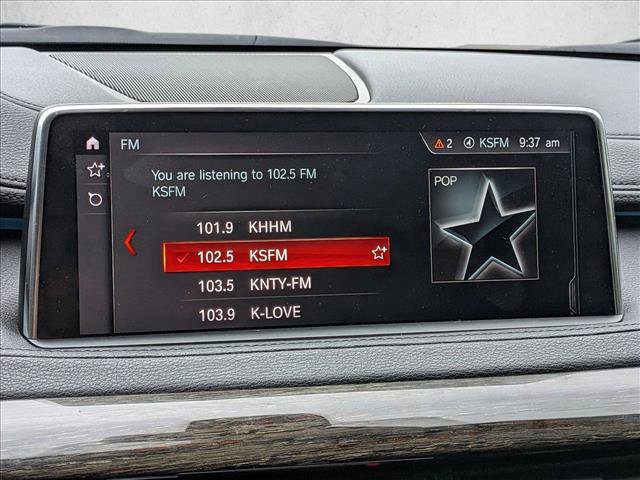 FM
2 4 KSFM 9:37 am
You are listening to 102.5 FM
KSFM
POP
101.9 KHHM
102.5 KSFM
103.5 KNTY-FM
103.9 K-LOVE